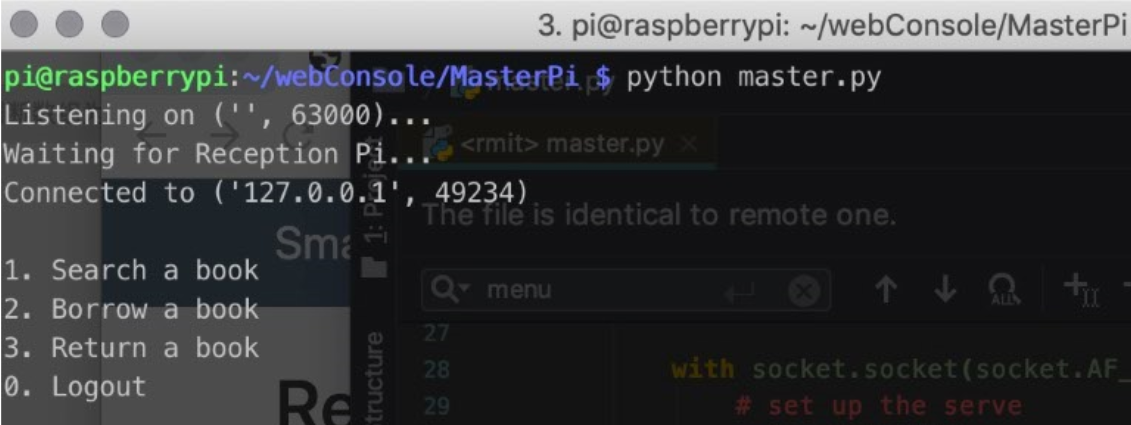 3. pi@raspberrypi: ~/webConsole/MasterPi
pi@raspberrypi:~/webConsole/MasterPi $ python master.py
Listening on ('', 63000)...
Waiting for Reception Pi...
<rmit> master.py
Connected to ('127.0.0.1', 49234)
1: Project
The file is identical to remote one.
Sma
1. Search a book
menu
2. Borrow a book
3. Return a book
0. Logout
Re
tructure
27
28 with socket.socket(socket.AF_
29 # set up the serve